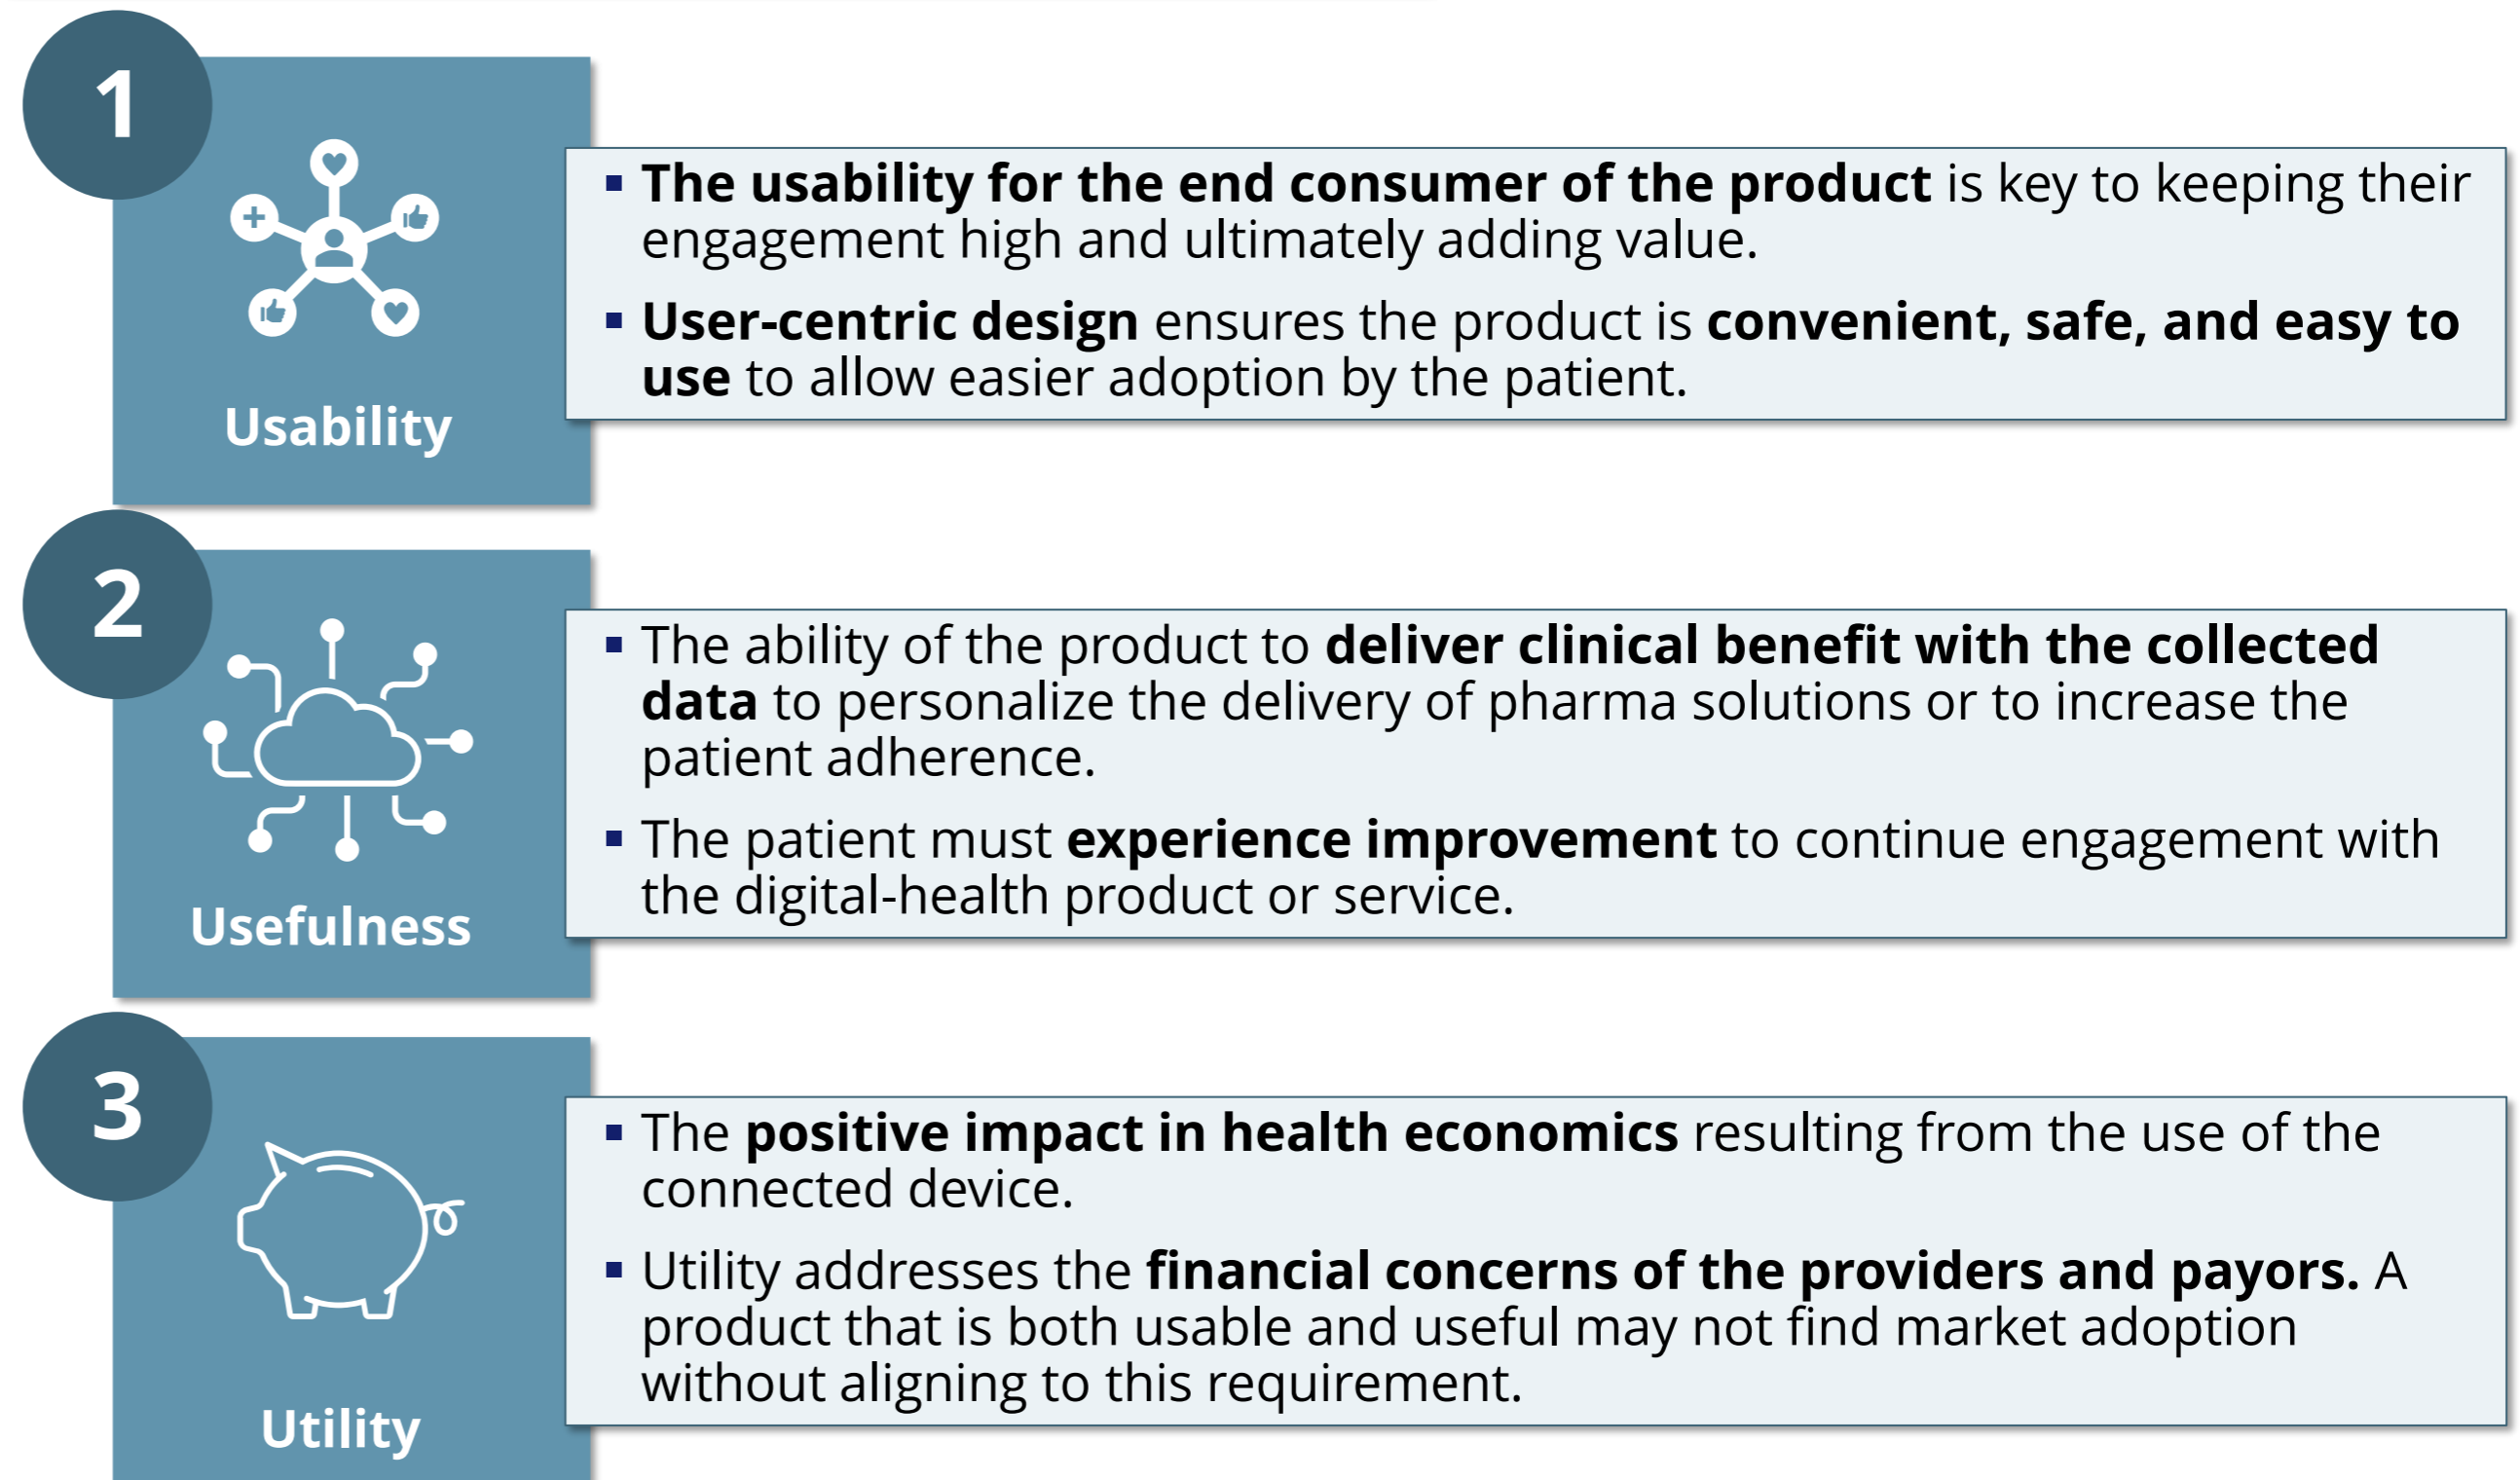 1
Usability
▪ The usability for the end consumer of the product is key to keeping their
engagement high and ultimately adding value.
▪ User-centric design ensures the product is convenient, safe, and easy to
use to allow easier adoption by the patient.
2
Usefulness
▪ The ability of the product to deliver clinical benefit with the collected
data to personalize the delivery of pharma solutions or to increase the
patient adherence.
▪ The patient must experience improvement to continue engagement with
the digital-health product or service.
3
Utility
▪ The positive impact in health economics resulting from the use of the
connected device.
▪ Utility addresses the financial concerns of the providers and payors. A
product that is both usable and useful may not find market adoption
without aligning to this requirement.